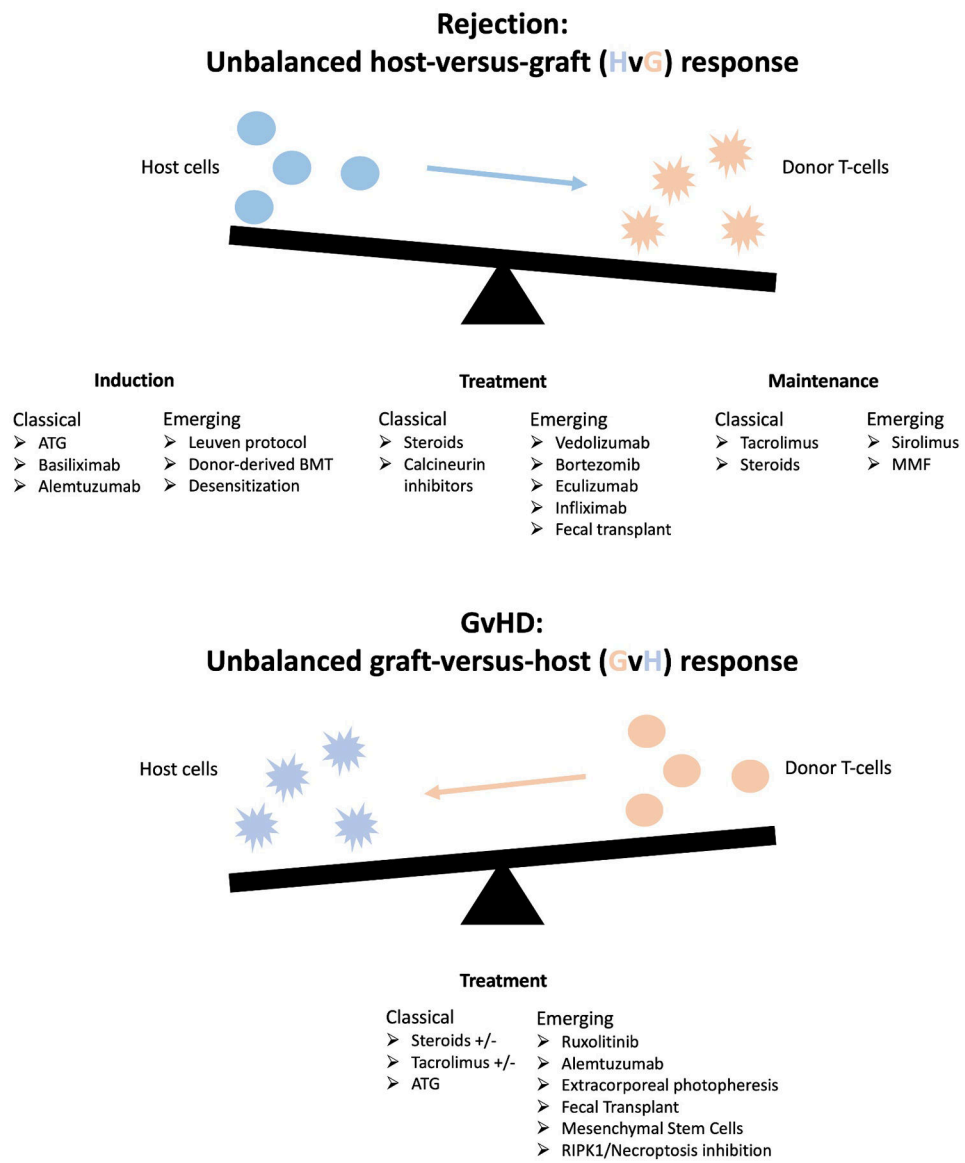 Rejection:
Unbalanced host-versus-graft (HvG) response
Host cells
Donor T-cells
Induction
Classical
➢ ATG
➢ Basiliximab
➢ Alemtuzumab
Emerging
➢ Leuven protocol
➢ Donor-derived BMT
➢ Desensitization
Treatment
Classical
➢ Steroids
➢ Calcineurin
inhibitors
Emerging
➢ Vedolizumab
➢ Bortezomib
➢ Eculizumab
➢ Infliximab
➢ Fecal transplant
Maintenance
Classical
➢ Tacrolimus
➢ Steroids
Emerging
➢ Sirolimus
➢ MMF
GvHD:
Unbalanced graft-versus-host (GvH) response
Host cells
Donor T-cells
Treatment
Classical
➢ Steroids +/-
➢ Tacrolimus +/-
➢ ATG
Emerging
➢ Ruxolitinib
➢ Alemtuzumab
➢ Extracorporeal photopheresis
➢ Fecal Transplant
➢ Mesenchymal Stem Cells
➢ RIPK1/Necroptosis inhibition